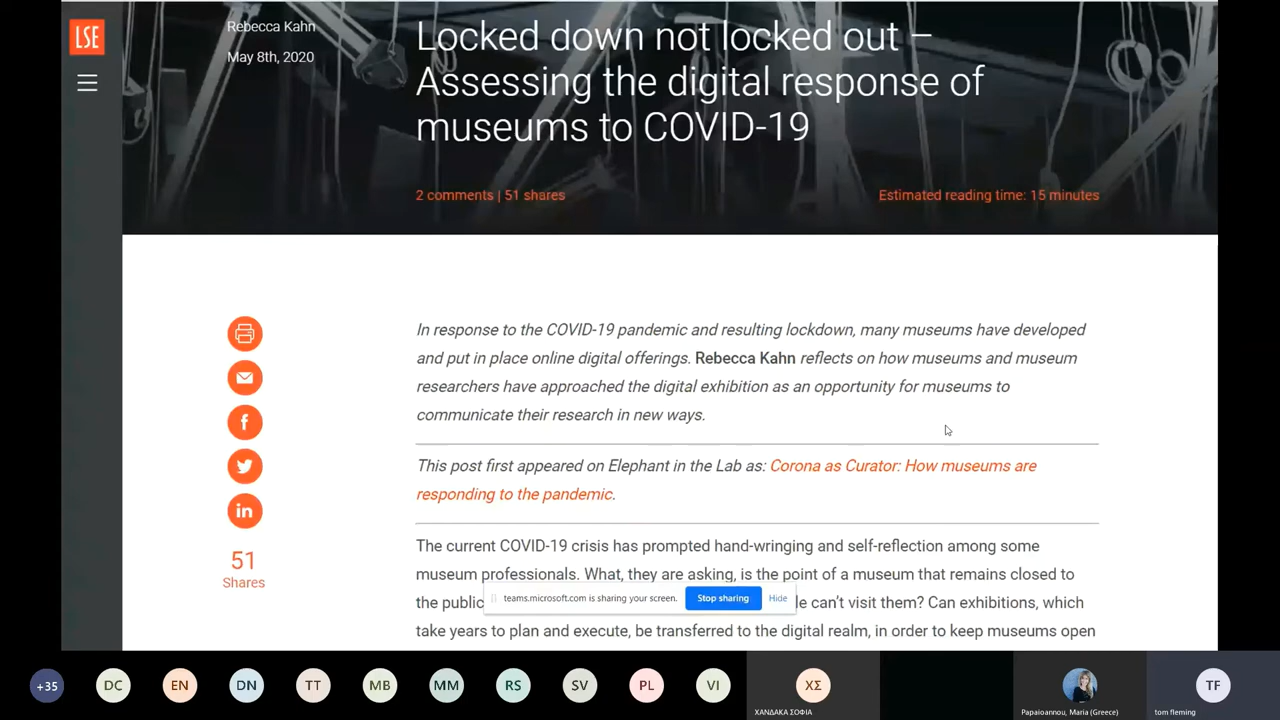 LSE
Rebecca Kahn
May 8th, 2020
Locked down not locked out –
Assessing the digital response of
museums to COVID-19
2 comments | 51 shares
Estimated reading time: 15 minutes
In response to the COVID-19 pandemic and resulting lockdown, many museums have developed
and put in place online digital offerings. Rebecca Kahn reflects on how museums and museum
researchers have approached the digital exhibition as an opportunity for museums to
communicate their research in new ways.
This post first appeared on Elephant in the Lab as: Corona as Curator: How museums are
responding to the pandemic.
51
Shares
The current COVID-19 crisis has prompted hand-wringing and self-reflection among some
museum professionals. What, they are asking, is the point of a museum that remains closed to
the public
le can't visit them? Can exhibitions, which
take years to plan and execute, be transferred to the digital realm, in order to keep museums open
teams.microsoft.com is sharing your screen.
Stop sharing
Hide
+35
DC
EN
DN
TT
MB
MM
RS
SV
PL
VI
ΧΣ
ΧΑΝΔΑΚΑ ΣΟΦΙΑ
Papaioannou, Maria (Greece)
TF
tom fleming